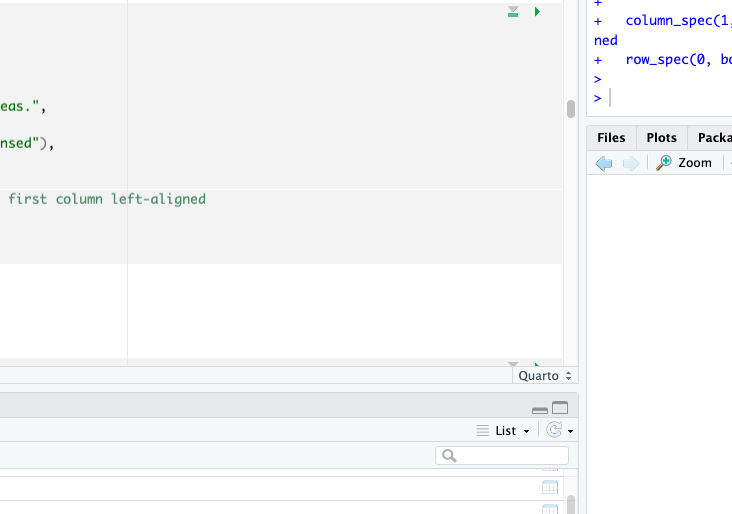 +
+   column_spec(1,
ned
+   row_spec(0, bo
>
>
eas.",
nsed"),
first column left-aligned
Quarto
List
Files Plots Packa
Zoom